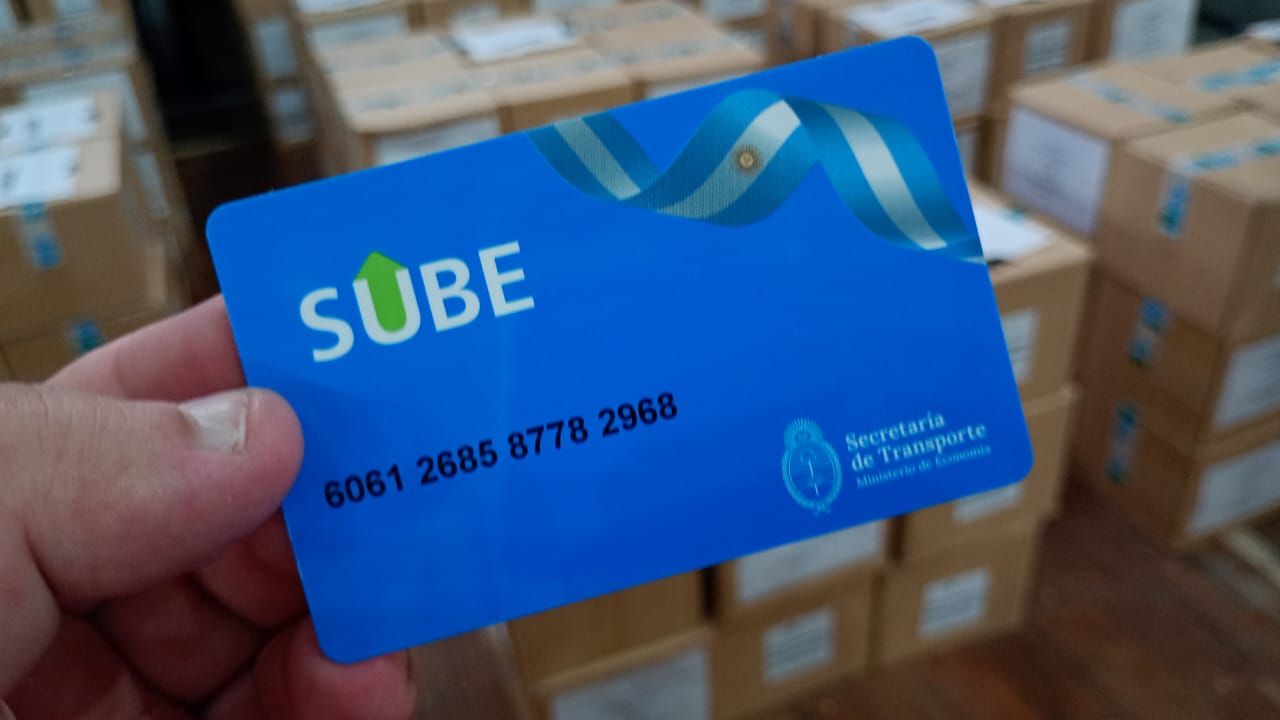 SUBE
6061 2685 8778 2968
Secretaría
de Transporte
Ministerio de Economía